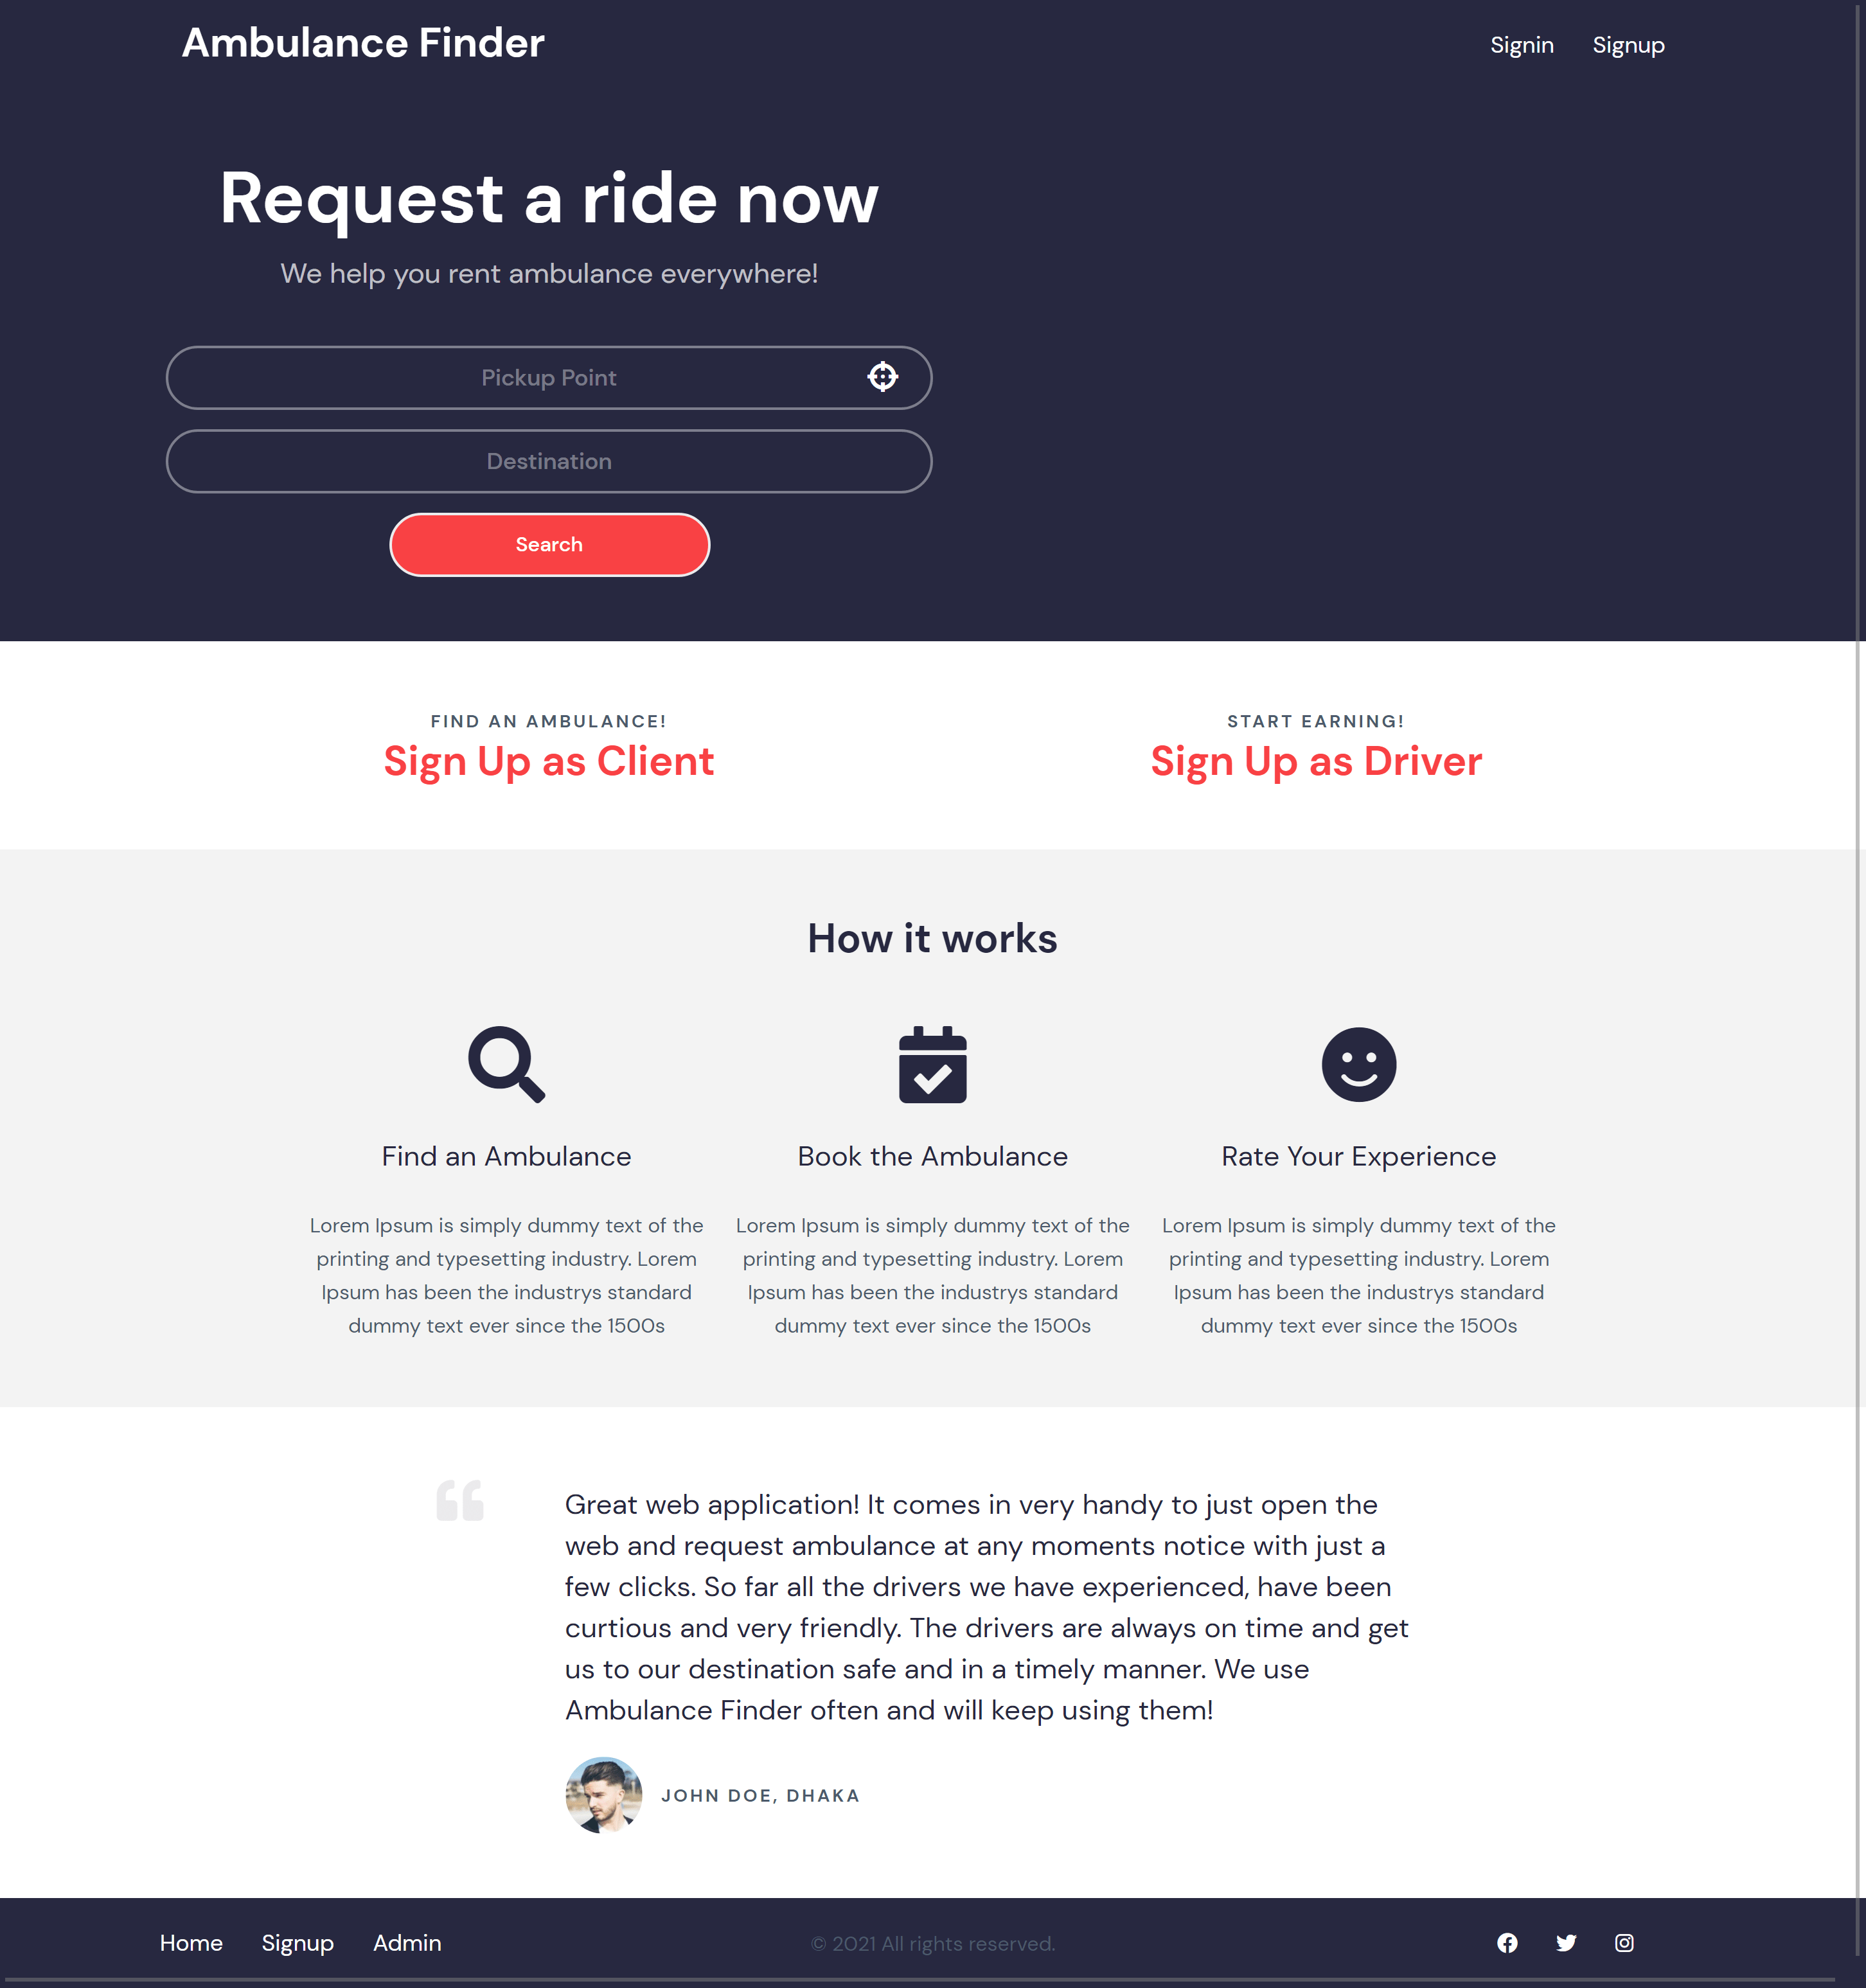 Ambulance Finder
Signin Signup
Request a ride now
We help you rent ambulance everywhere!
Pickup Point
Destination
Search
FIND AN AMBULANCE!
Sign Up as Client
START EARNING!
Sign Up as Driver
How it works
Find an Ambulance
Lorem Ipsum is simply dummy text of the
printing and typesetting industry. Lorem
Ipsum has been the industrys standard
dummy text ever since the 1500s
Book the Ambulance
Lorem Ipsum is simply dummy text of the
printing and typesetting industry. Lorem
Ipsum has been the industrys standard
dummy text ever since the 1500s
Rate Your Experience
Lorem Ipsum is simply dummy text of the
printing and typesetting industry. Lorem
Ipsum has been the industrys standard
dummy text ever since the 1500s
Great web application! It comes in very handy to just open the
web and request ambulance at any moments notice with just a
few clicks. So far all the drivers we have experienced, have been
curtious and very friendly. The drivers are always on time and get
us to our destination safe and in a timely manner. We use
Ambulance Finder often and will keep using them!
JOHN DOE, DHAKA
Home Signup Admin
© 2021 All rights reserved.